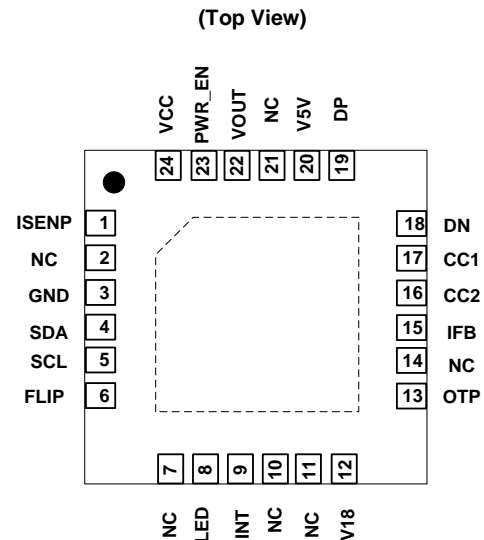 (Top View)
VCC PWR_EN VOUT NC V5V DP
24 23 22 21 20 19
ISENP 1 18 DN
NC 2 17 CC1
GND 3 16 CC2
SDA 4 15 IFB
SCL 5 14 NC
FLIP 6 13 OTP
7 8 9 10 11 12
NC LED INT NC NC V18